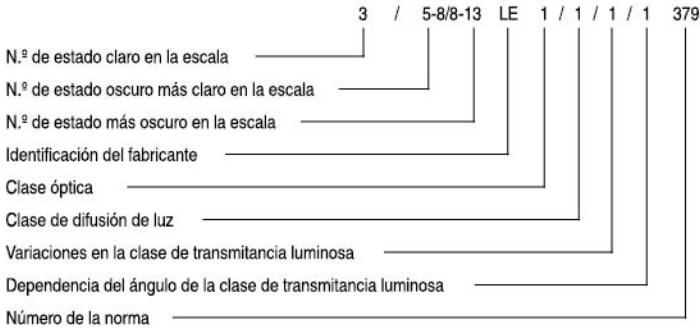 3 / 5-8/8-13 LE 1 / 1 / 1 / 1 379
N.º de estado claro en la escala
N.º de estado oscuro más claro en la escala
N.º de estado más oscuro en la escala
Identificación del fabricante
Clase óptica
Clase de difusión de luz
Variaciones en la clase de transmitancia luminosa
Dependencia del ángulo de la clase de transmitancia luminosa
Número de la norma